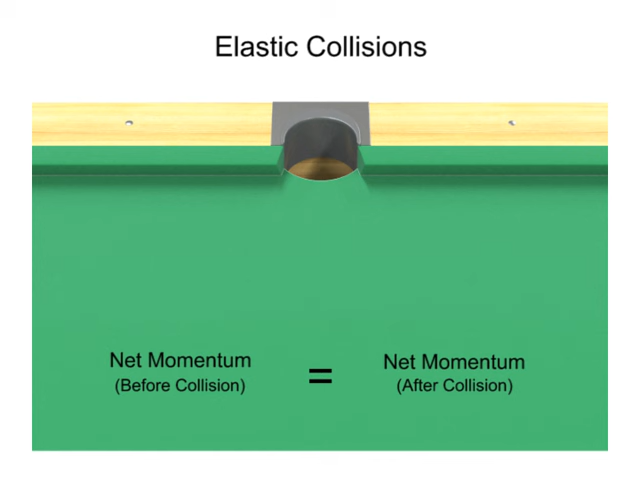 Elastic Collisions
Net Momentum
(Before Collision)
=
Net Momentum
(After Collision)